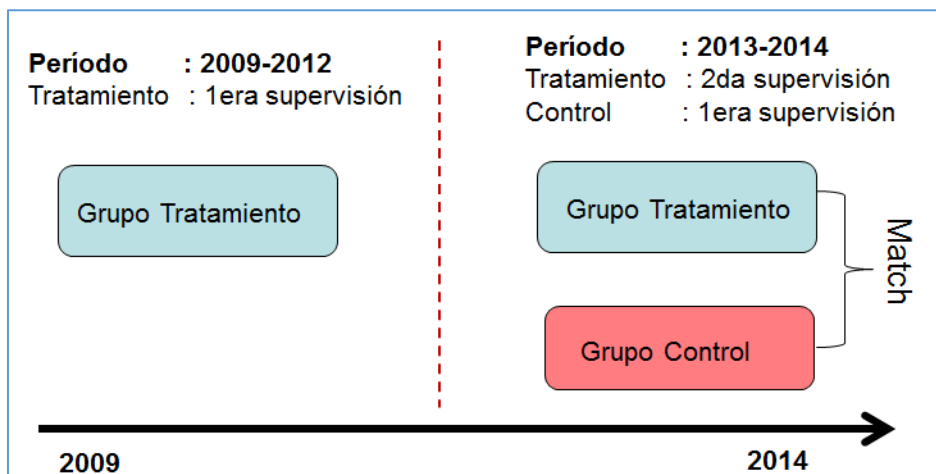 Período : 2009-2012
Tratamiento : 1era supervisión
Grupo Tratamiento
Período : 2013-2014
Tratamiento : 2da supervisión
Control : 1era supervisión
Grupo Tratamiento
Grupo Control
Match
2009
2014